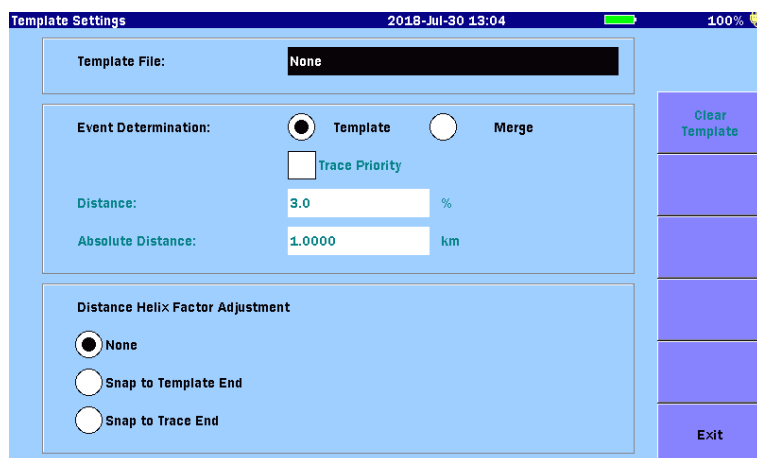 Template Settings 2018-Jul-30 13:04 100%
Template File: None
Event Determination: Template Merge
Trace Priority
Distance: 3.0 %
Absolute Distance: 1.0000 km
Distance Helix Factor Adjustment
None
Snap to Template End
Snap to Trace End
Clear
Template
Exit